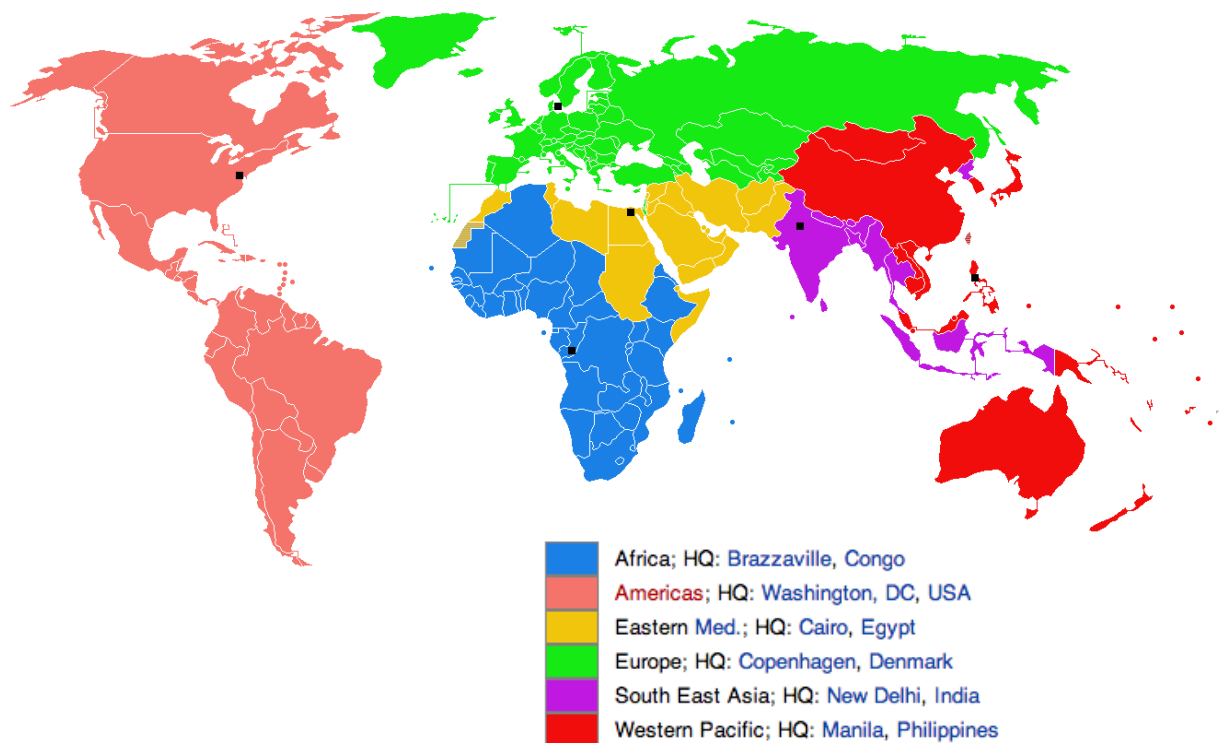 Africa; HQ: Brazzaville, Congo
Americas; HQ: Washington, DC, USA
Eastern Med.; HQ: Cairo, Egypt
Europe; HQ: Copenhagen, Denmark
South East Asia; HQ: New Delhi, India
Western Pacific; HQ: Manila, Philippines